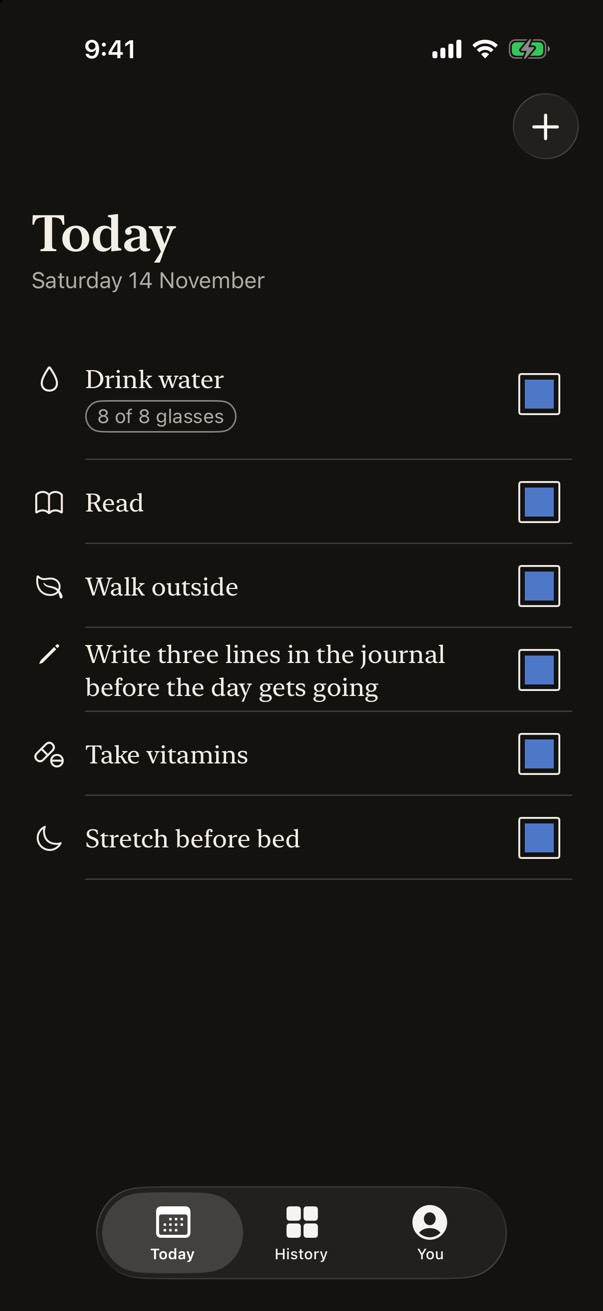 9:41
Today
Saturday 14 November
Drink water
8 of 8 glasses
Read
Walk outside
Write three lines in the journal
before the day gets going
Take vitamins
Stretch before bed
Today
History
You